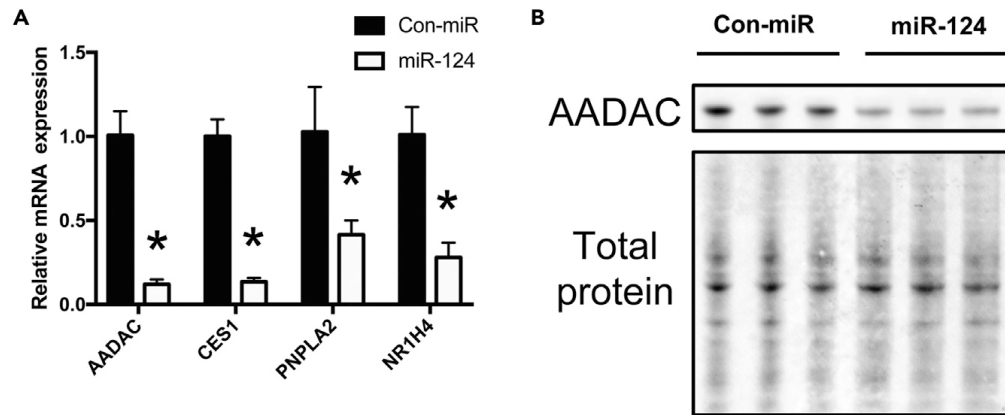 A
Con-miR
miR-124
Relative mRNA expression
1.5
1.0
0.5
0.0
*
*
*
*
AADAC
CES1
PNPLA2
NR1H4
B
Con-miR
miR-124
AADAC
Total
protein